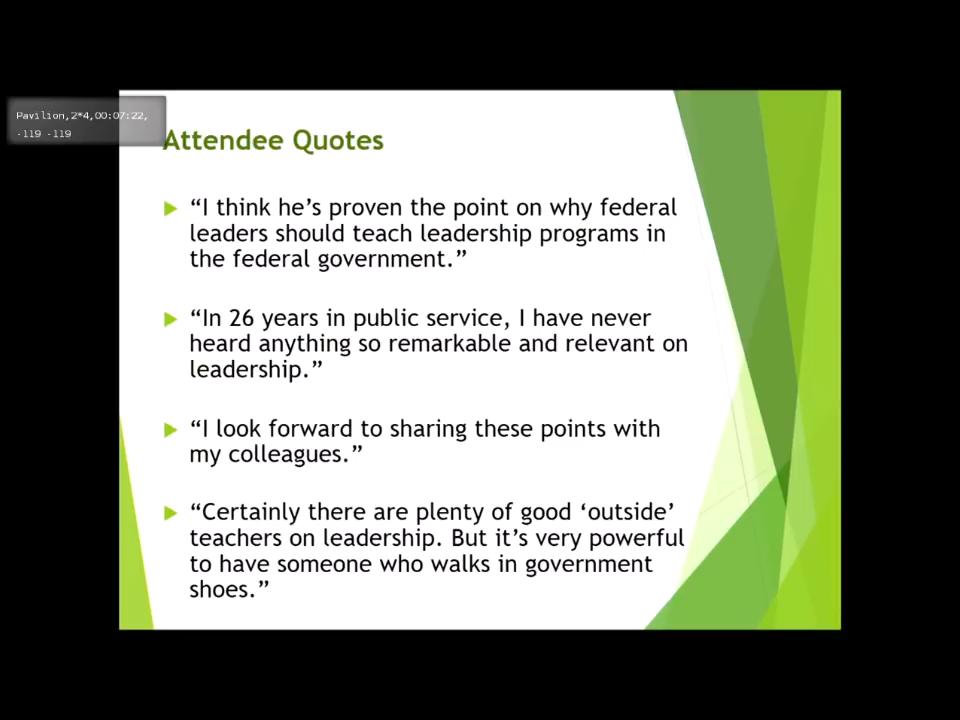 Pavilion,2*4,00:07:22,
-119 -119
Attendee Quotes
“I think he’s proven the point on why federal
leaders should teach leadership programs in
the federal government.”
“In 26 years in public service, I have never
heard anything so remarkable and relevant on
leadership.”
“I look forward to sharing these points with
my colleagues.”
“Certainly there are plenty of good ‘outside’
teachers on leadership. But it’s very powerful
to have someone who walks in government
shoes.”